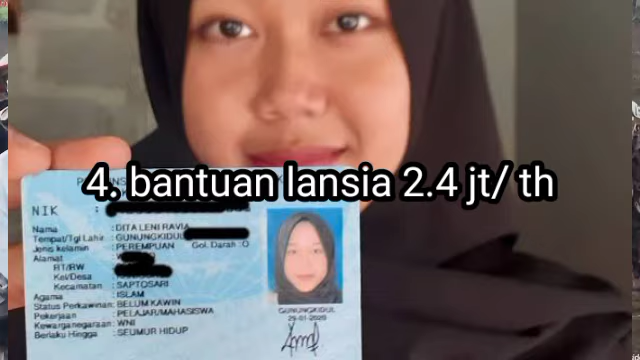 4. bantuan lansia 2.4 jt/ th
NIK :
Nama : DITA LENI RAVIA
Tempat/Tgl Lahir : GUNUNGKIDUL
Jenis kelamin : PEREMPUAN Gol. Darah : O
Alamat :
RT/RW :
Kel/Desa :
Kecamatan : SAPTOSARI
Agama : ISLAM
Status Perkawinan : BELUM KAWIN
Pekerjaan : PELAJAR/MAHASISWA
Kewarganegaraan : WNI
Berlaku Hingga : SEUMUR HIDUP
GUNUNGKIDUL